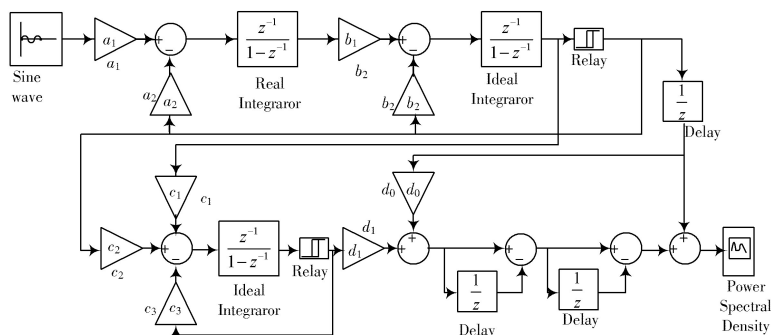 Sine
wave
a1
a1
+
−
a2
a2
z−1
1−z−1
Real
Integraror
b1
b2
+
−
b2
b2
z−1
1−z−1
Ideal
Integraror
Relay
1
z
Delay
c1
c1
c2
c2
+
+
−
c3
c3
z−1
1−z−1
Ideal
Integraror
Relay
d1
d1
d0
d0
+
+
1
z
Delay
+
−
1
z
Delay
+
−
+
+
Power
Spectral
Density